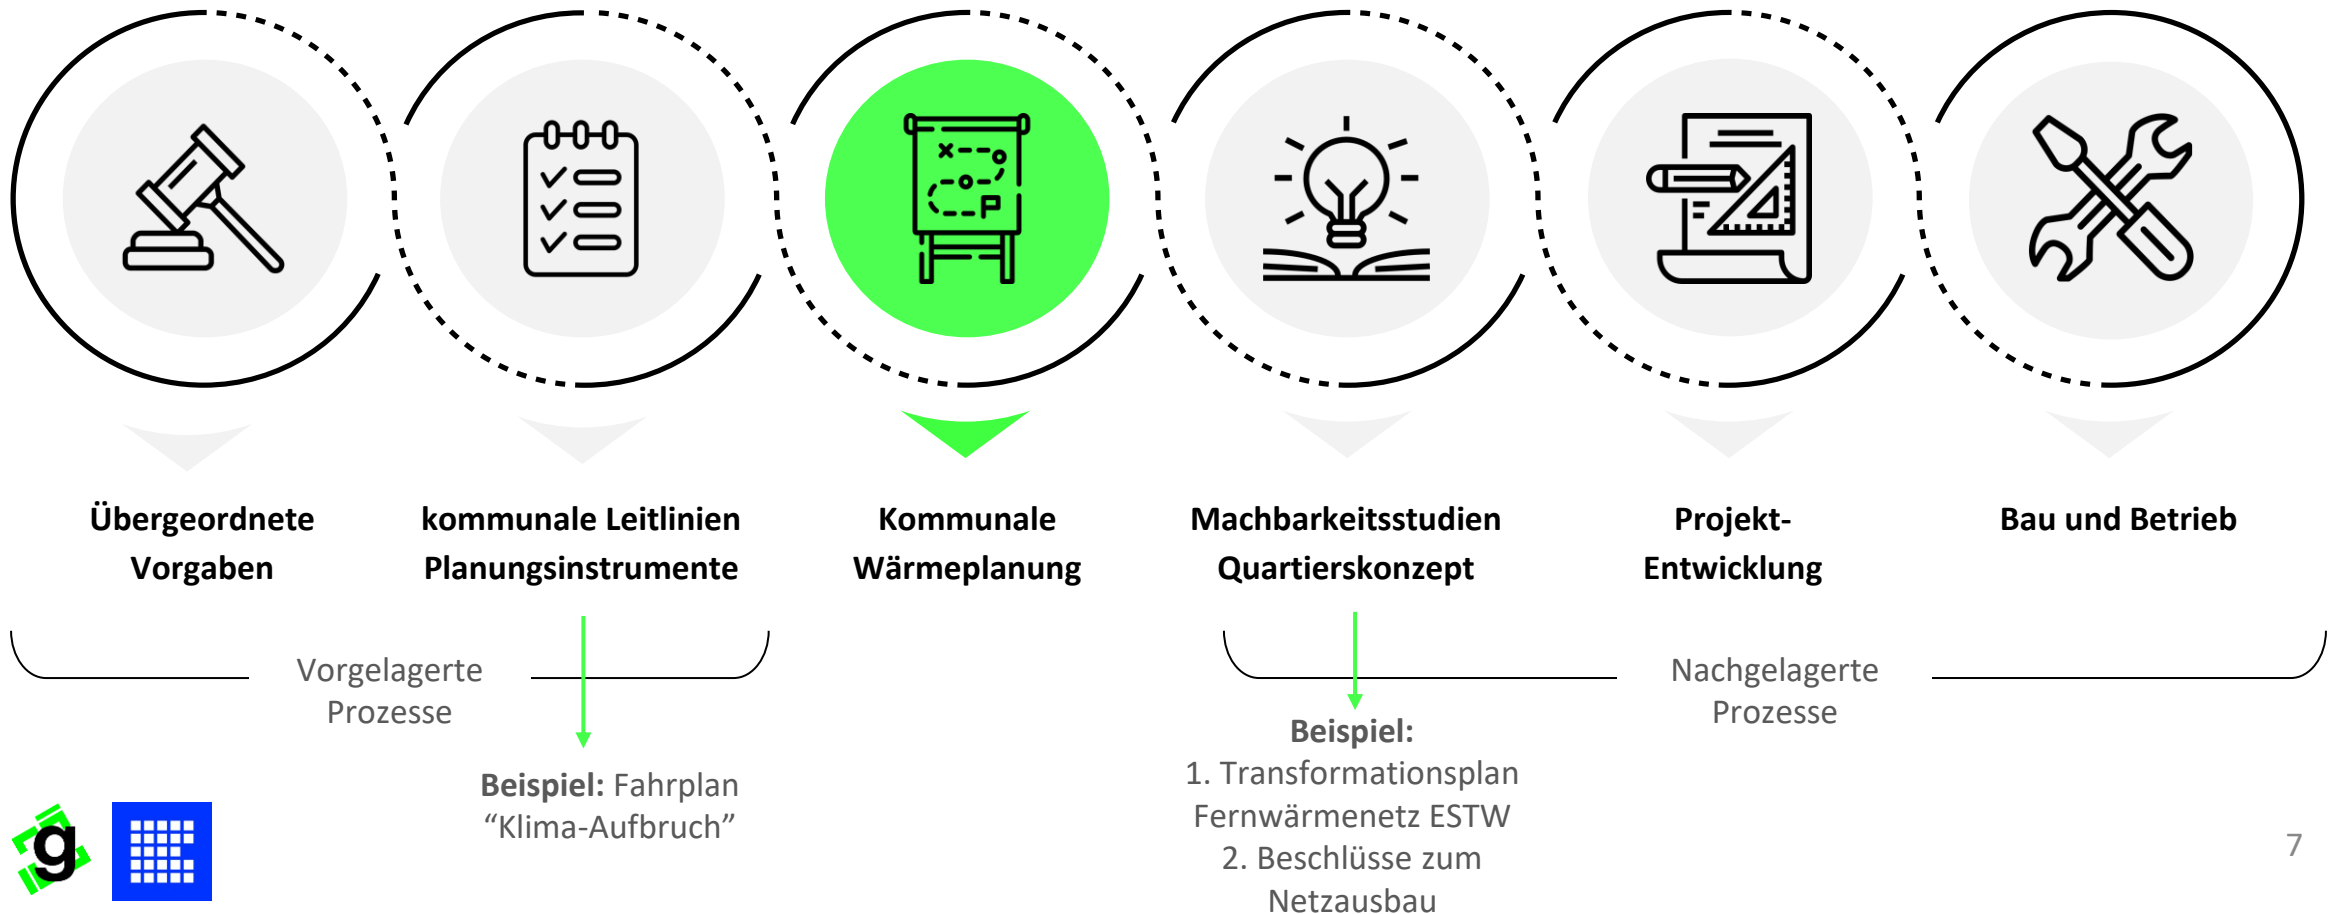 Übergeordnete
Vorgaben
kommunale Leitlinien
Planungsinstrumente
Kommunale
Wärmeplanung
Machbarkeitsstudien
Quartierskonzept
Projekt-
Entwicklung
Bau und Betrieb
Vorgelagerte
Prozesse
Nachgelagerte
Prozesse
Beispiel: Fahrplan
“Klima-Aufbruch”
Beispiel:
1. Transformationsplan
Fernwärmenetz ESTW
2. Beschlüsse zum
Netzausbau
g
7